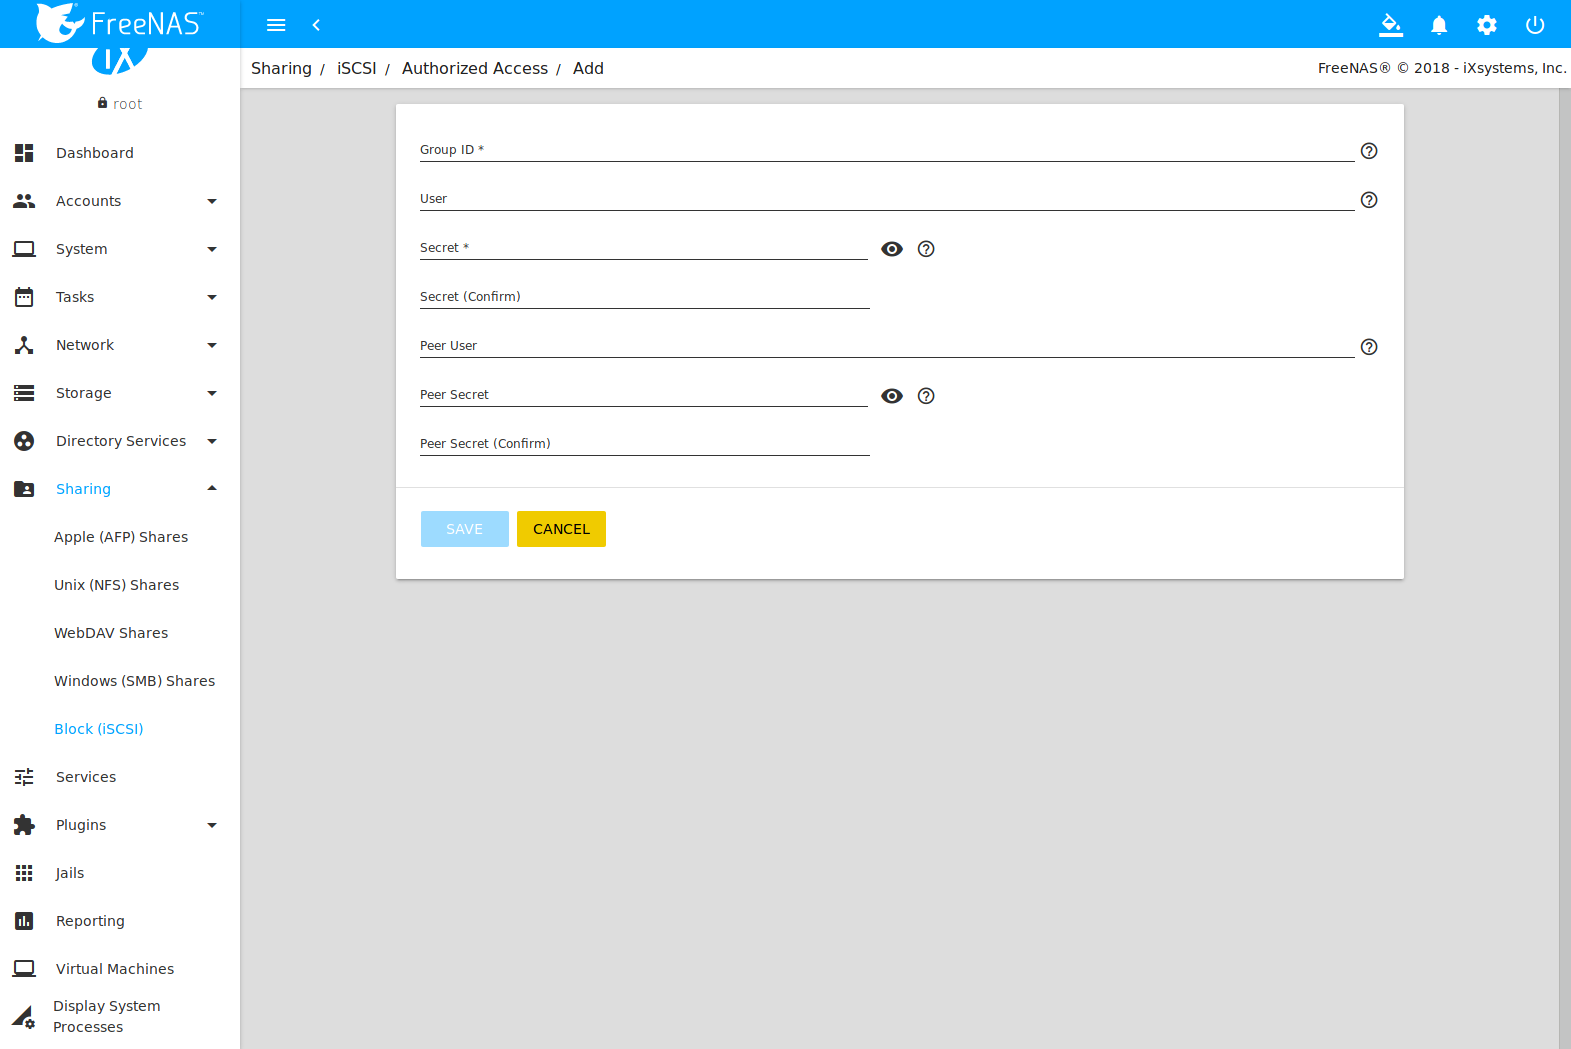 FreeNAS™
iX
root
Dashboard
Accounts
System
Tasks
Network
Storage
Directory Services
Sharing
Apple (AFP) Shares
Unix (NFS) Shares
WebDAV Shares
Windows (SMB) Shares
Block (iSCSI)
Services
Plugins
Jails
Reporting
Virtual Machines
Display System
Processes
Sharing / iSCSI / Authorized Access / Add
FreeNAS® © 2018 - iXsystems, Inc.
Group ID *
User
Secret *
Secret (Confirm)
Peer User
Peer Secret
Peer Secret (Confirm)
SAVE CANCEL